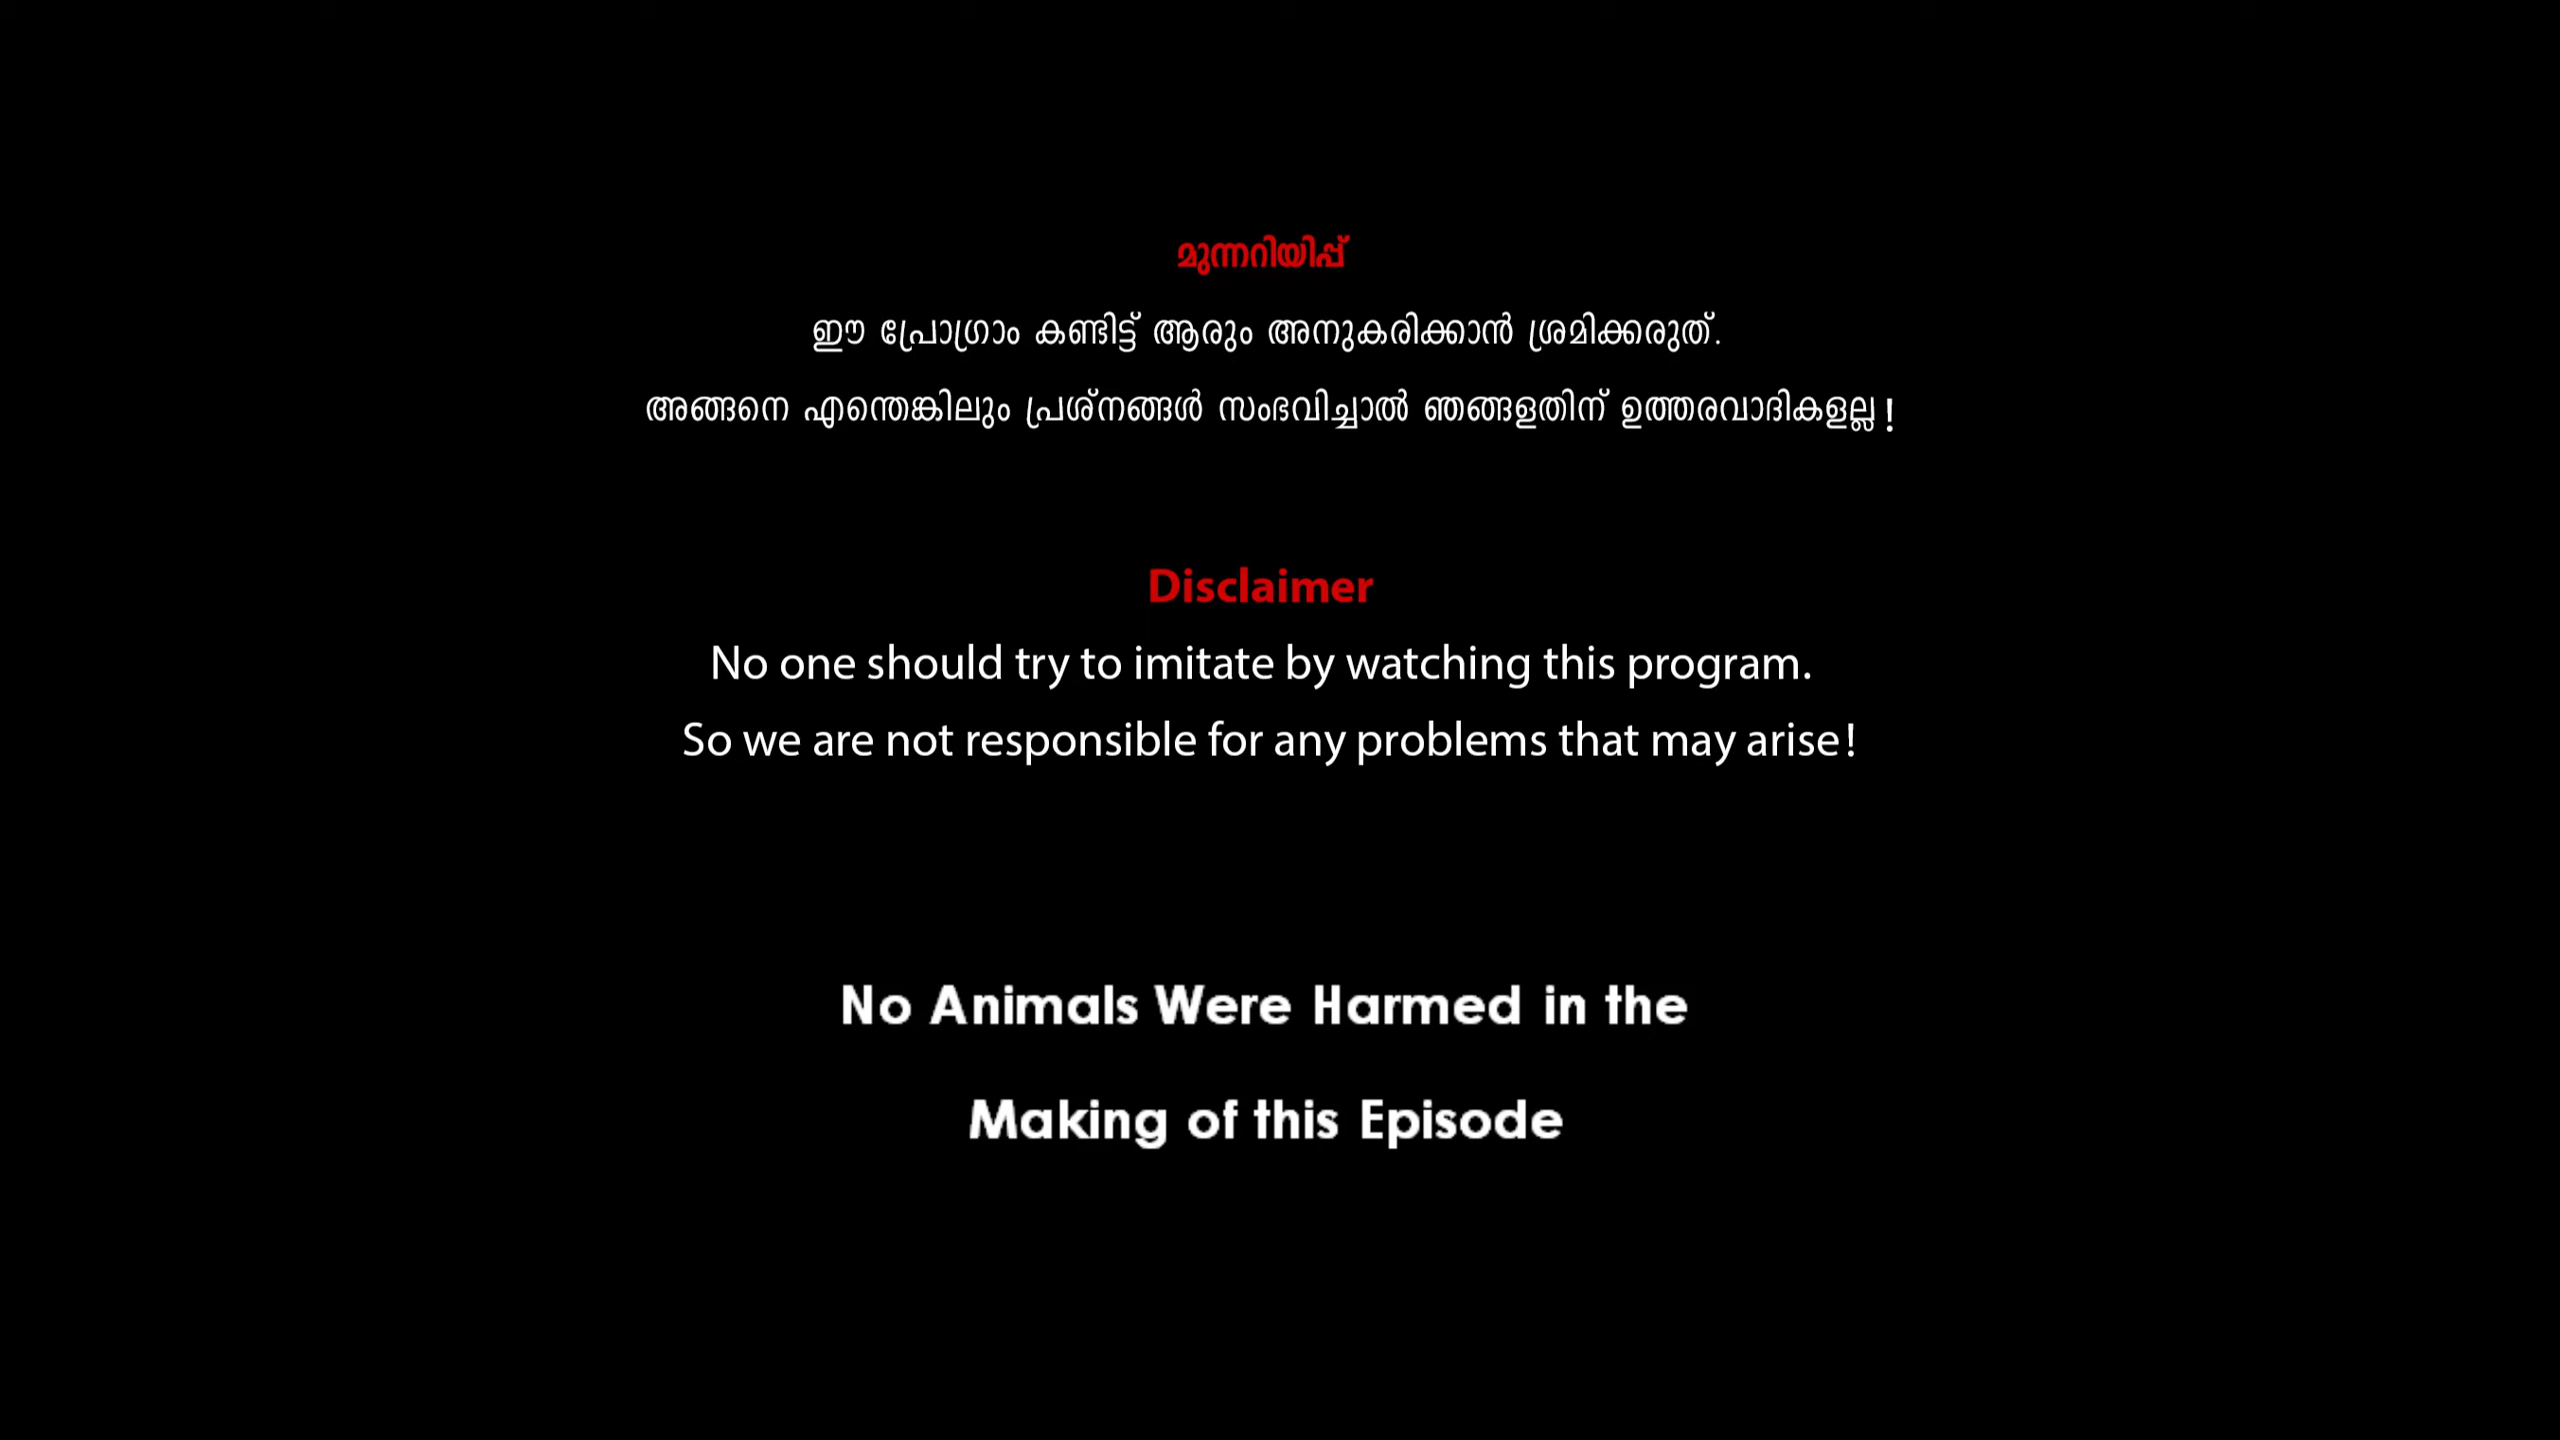 മുന്നറിയിപ്പ്
ഈ പ്രോഗ്രാം കണ്ടിട്ട് ആരും അനുകരിക്കാൻ ശ്രമിക്കരുത്.
അങ്ങനെ എന്തെങ്കിലും പ്രശ്നങ്ങൾ സംഭവിച്ചാൽ ഞങ്ങളതിന് ഉത്തരവാദികളല്ല!
Disclaimer
No one should try to imitate by watching this program.
So we are not responsible for any problems that may arise!
No Animals Were Harmed in the
Making of this Episode